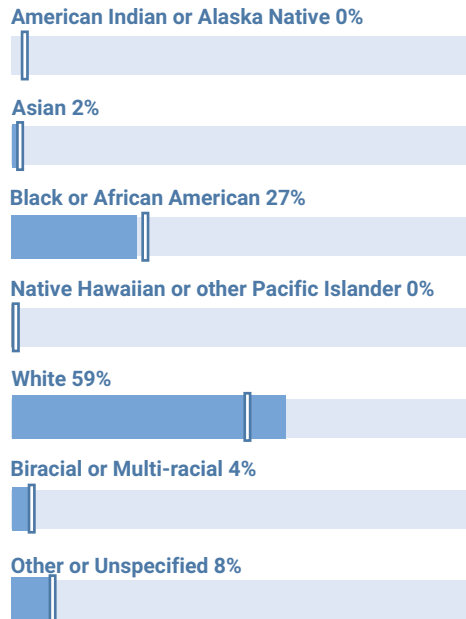 American Indian or Alaska Native 0%
Asian 2%
Black or African American 27%
Native Hawaiian or other Pacific Islander 0%
White 59%
Biracial or Multi-racial 4%
Other or Unspecified 8%